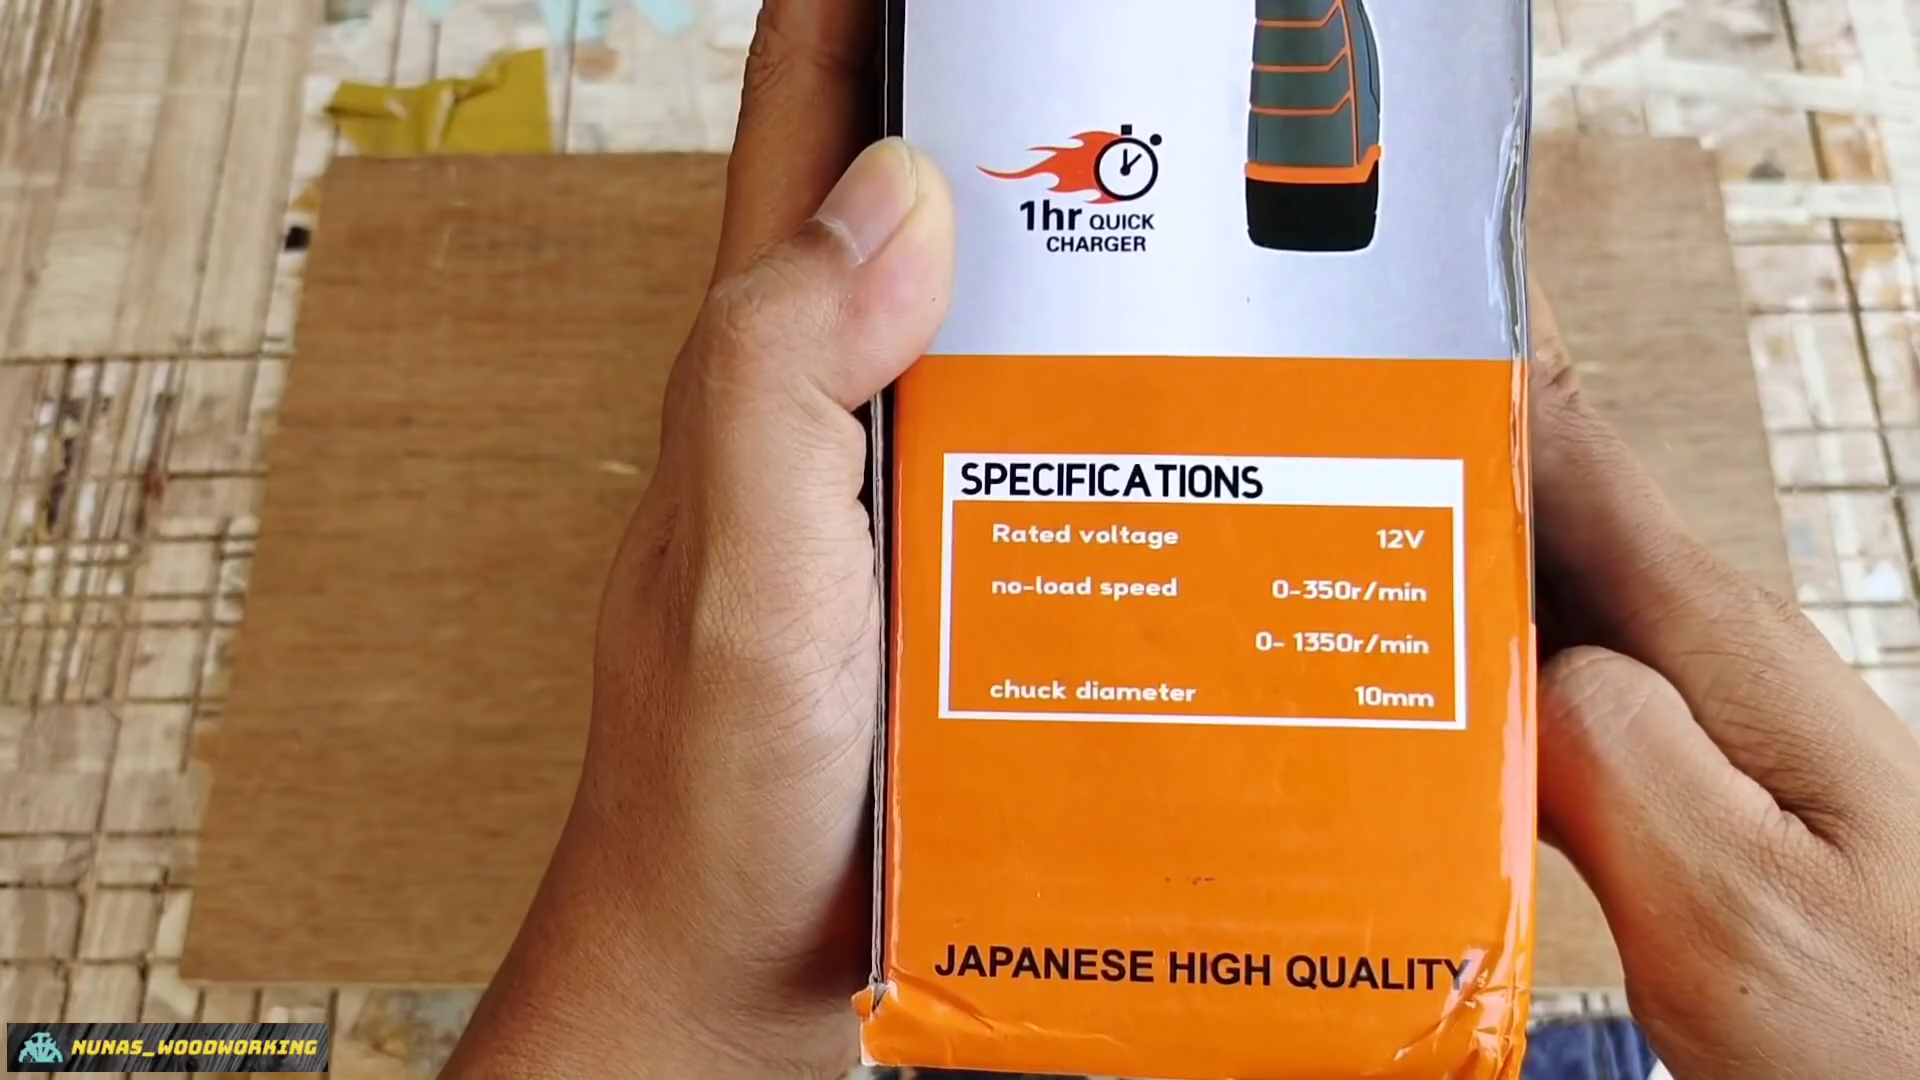 1hr QUICK
CHARGER
SPECIFICATIONS
Rated voltage 12V
no-load speed 0-350r/min
0- 1350r/min
chuck diameter 10mm
JAPANESE HIGH QUALITY
NUNAS_WOODWORKING